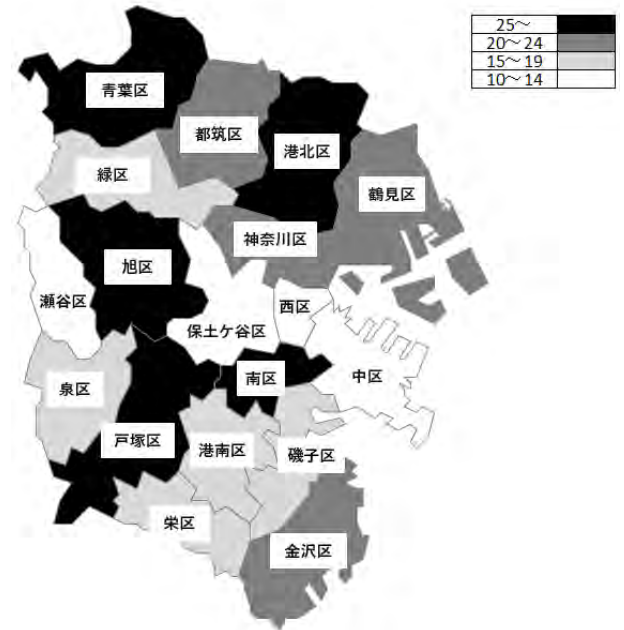 25～
20～24
15～19
10～14
青葉区
都筑区
港北区
緑区
鶴見区
神奈川区
旭区
瀬谷区
西区
保土ケ谷区
中区
南区
泉区
戸塚区
港南区
磯子区
栄区
金沢区